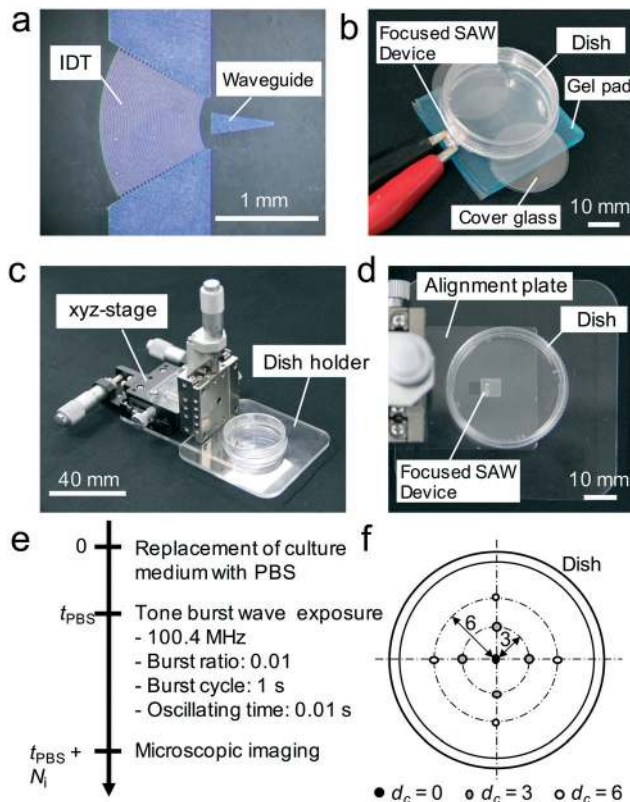 a
IDT
Waveguide
1 mm
b
Focused SAW
Device
Dish
Gel pad
Cover glass
10 mm
c
xyz-stage
Dish holder
40 mm
d
Alignment plate
Dish
Focused SAW
Device
10 mm
e
0
Replacement of culture
medium with PBS
tPBS
Tone burst wave exposure
- 100.4 MHz
- Burst ratio: 0.01
- Burst cycle: 1 s
- Oscillating time: 0.01 s
tPBS +
Ni
Microscopic imaging
f
Dish
6
3
dc = 0
dc = 3
dc = 6